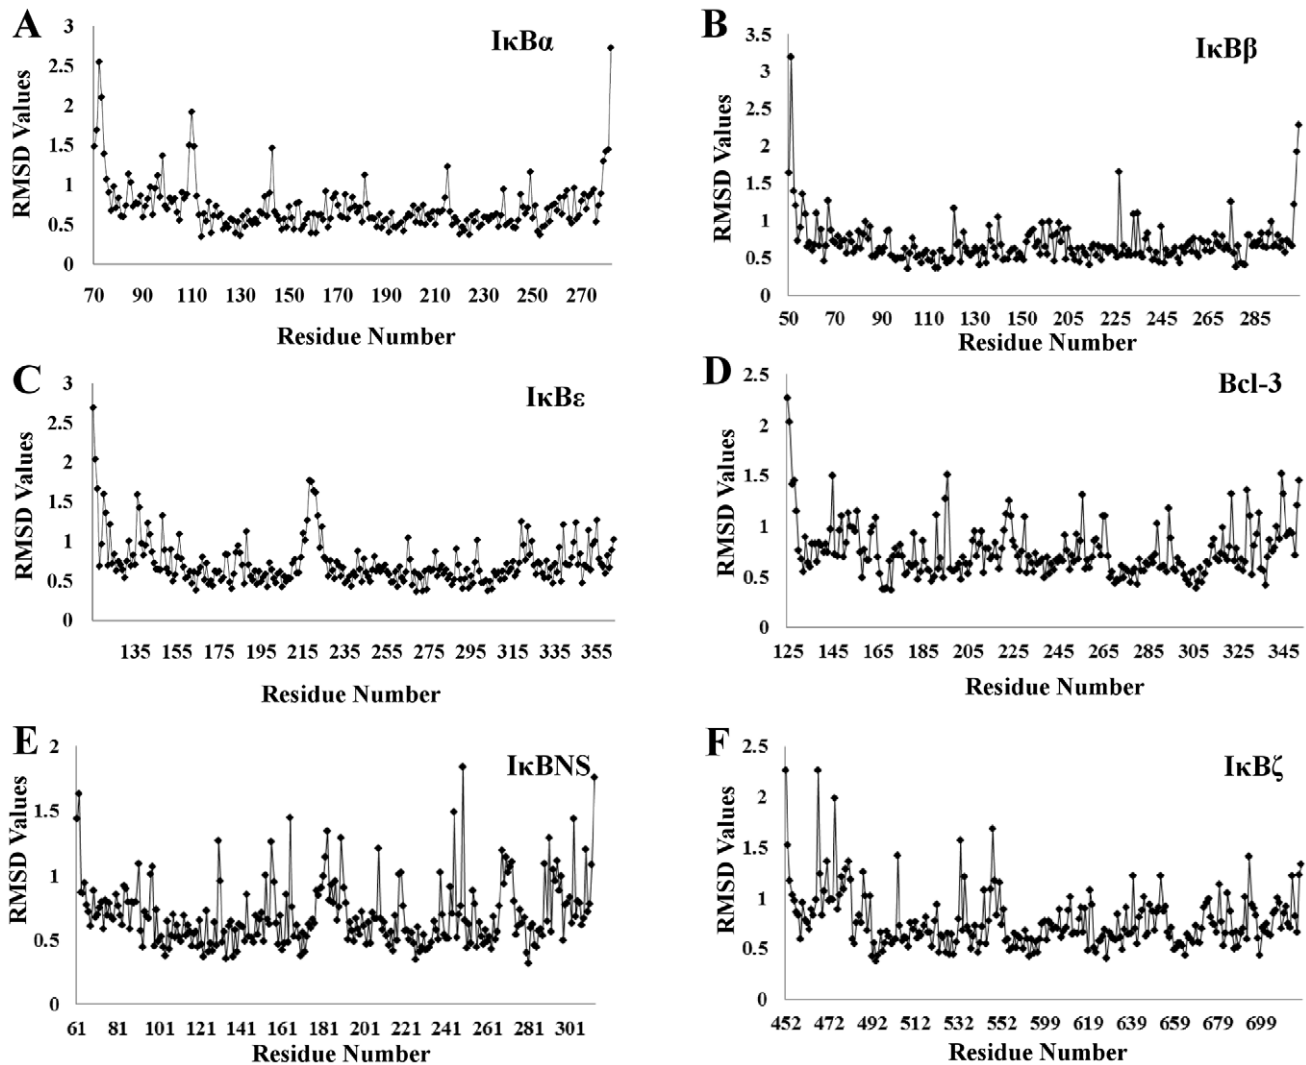 A
IκBα
RMSD Values
3
2.5
2
1.5
1
0.5
0
70 90 110 130 150 170 190 210 230 250 270
Residue Number
B
IκBβ
RMSD Values
3.5
3
2.5
2
1.5
1
0.5
0
50 70 90 110 130 150 205 225 245 265 285
Residue Number
C
IκBε
RMSD Values
3
2.5
2
1.5
1
0.5
0
135 155 175 195 215 235 255 275 295 315 335 355
Residue Number
D
Bcl-3
RMSD Values
2.5
2
1.5
1
0.5
0
125 145 165 185 205 225 245 265 285 305 325 345
Residue Number
E
IκBNS
RMSD Values
2
1.5
1
0.5
0
61 81 101 121 141 161 181 201 221 241 261 281 301
Residue Number
F
IκBζ
RMSD Values
2.5
2
1.5
1
0.5
0
452 472 492 512 532 552 599 619 639 659 679 699
Residue Number